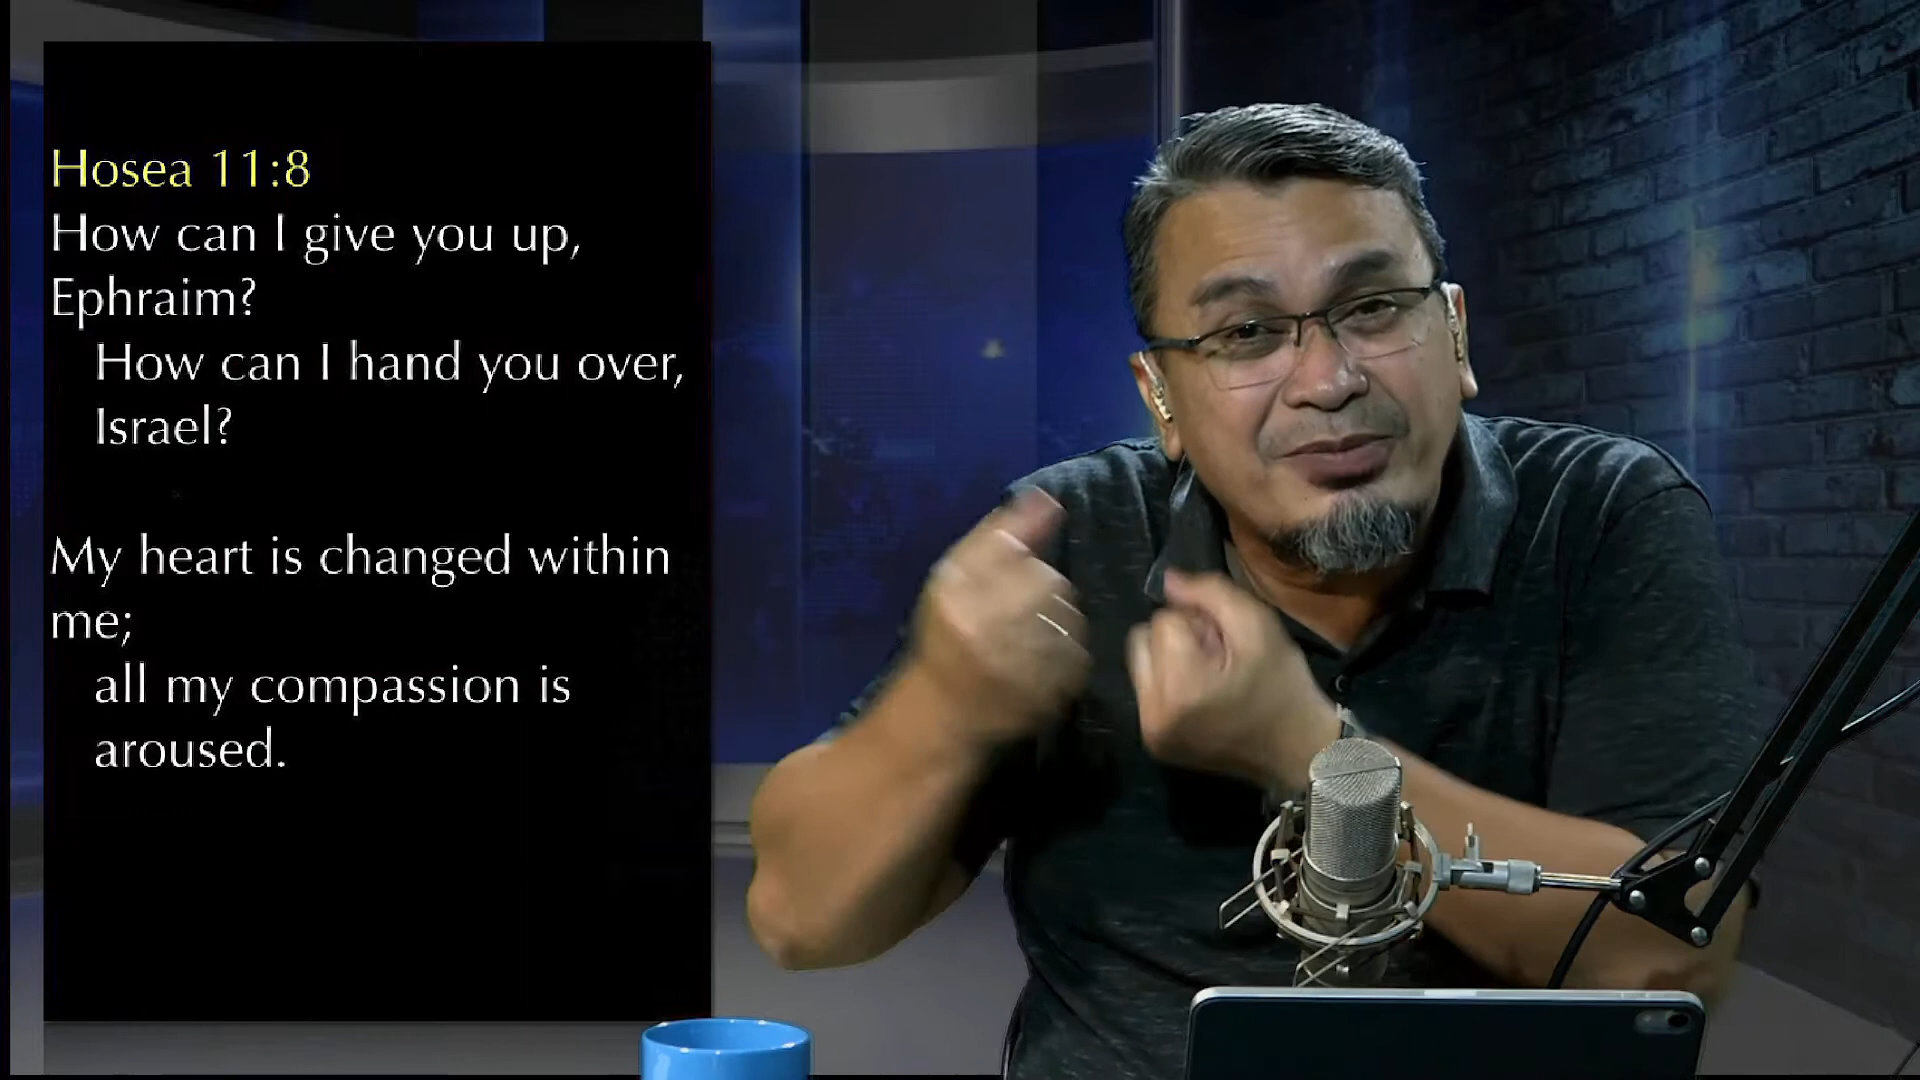 Hosea 11:8
How can I give you up,
Ephraim?
How can I hand you over,
Israel?
My heart is changed within
me;
all my compassion is
aroused.